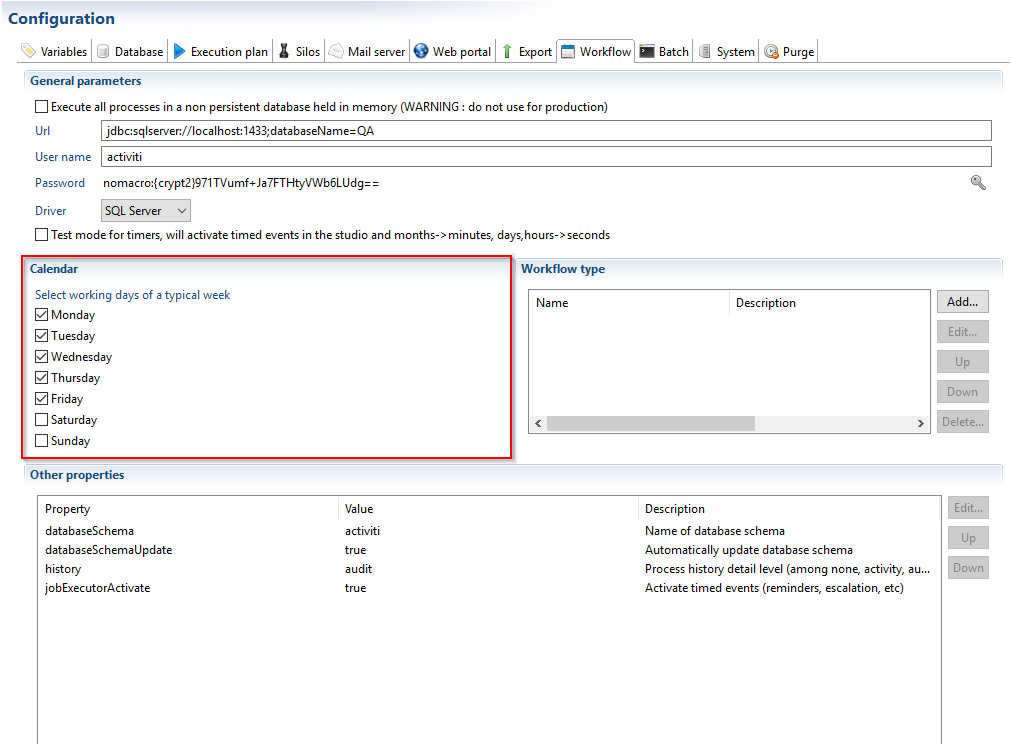 Configuration
Variables Database Execution plan Silos Mail server Web portal Export Workflow Batch System Purge
General parameters
Execute all processes in a non persistent database held in memory (WARNING : do not use for production)
Url jdbc:sqlserver://localhost:1433;databaseName=QA
User name activiti
Password nomacro:{crypt2}971TVumf+Ja7FTHtyVWb6LUdg==
Driver SQL Server
Test mode for timers, will activate timed events in the studio and months->minutes, days,hours->seconds
Calendar
Select working days of a typical week
Monday
Tuesday
Wednesday
Thursday
Friday
Saturday
Sunday
Workflow type
Name Description
Add...
Edit...
Up
Down
Delete...
Other properties
Property Value Description
databaseSchema activiti Name of database schema
databaseSchemaUpdate true Automatically update database schema
history audit Process history detail level (among none, activity, au...
jobExecutorActivate true Activate timed events (reminders, escalation, etc)
Edit...
Up
Down